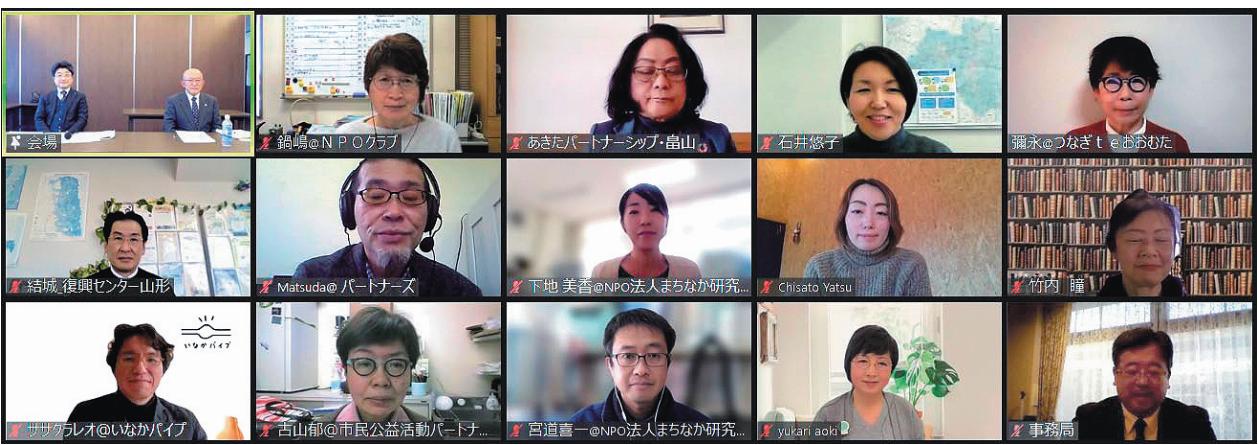 会場
鍋嶋@ＮＰＯクラブ
あきたパートナーシップ・畠山
石井悠子
彌永@つなぎｔｅおおむた
結城_復興センター山形
Matsuda@ パートナーズ
下地 美香@NPO法人まちなか研究...
Chisato Yatsu
竹内　瞳
いなかパイプ
ササクラレオ@いなかパイプ
古山郁@市民公益活動パートナ...
宮道喜一@NPO法人まちなか研究...
yukari aoki
事務局